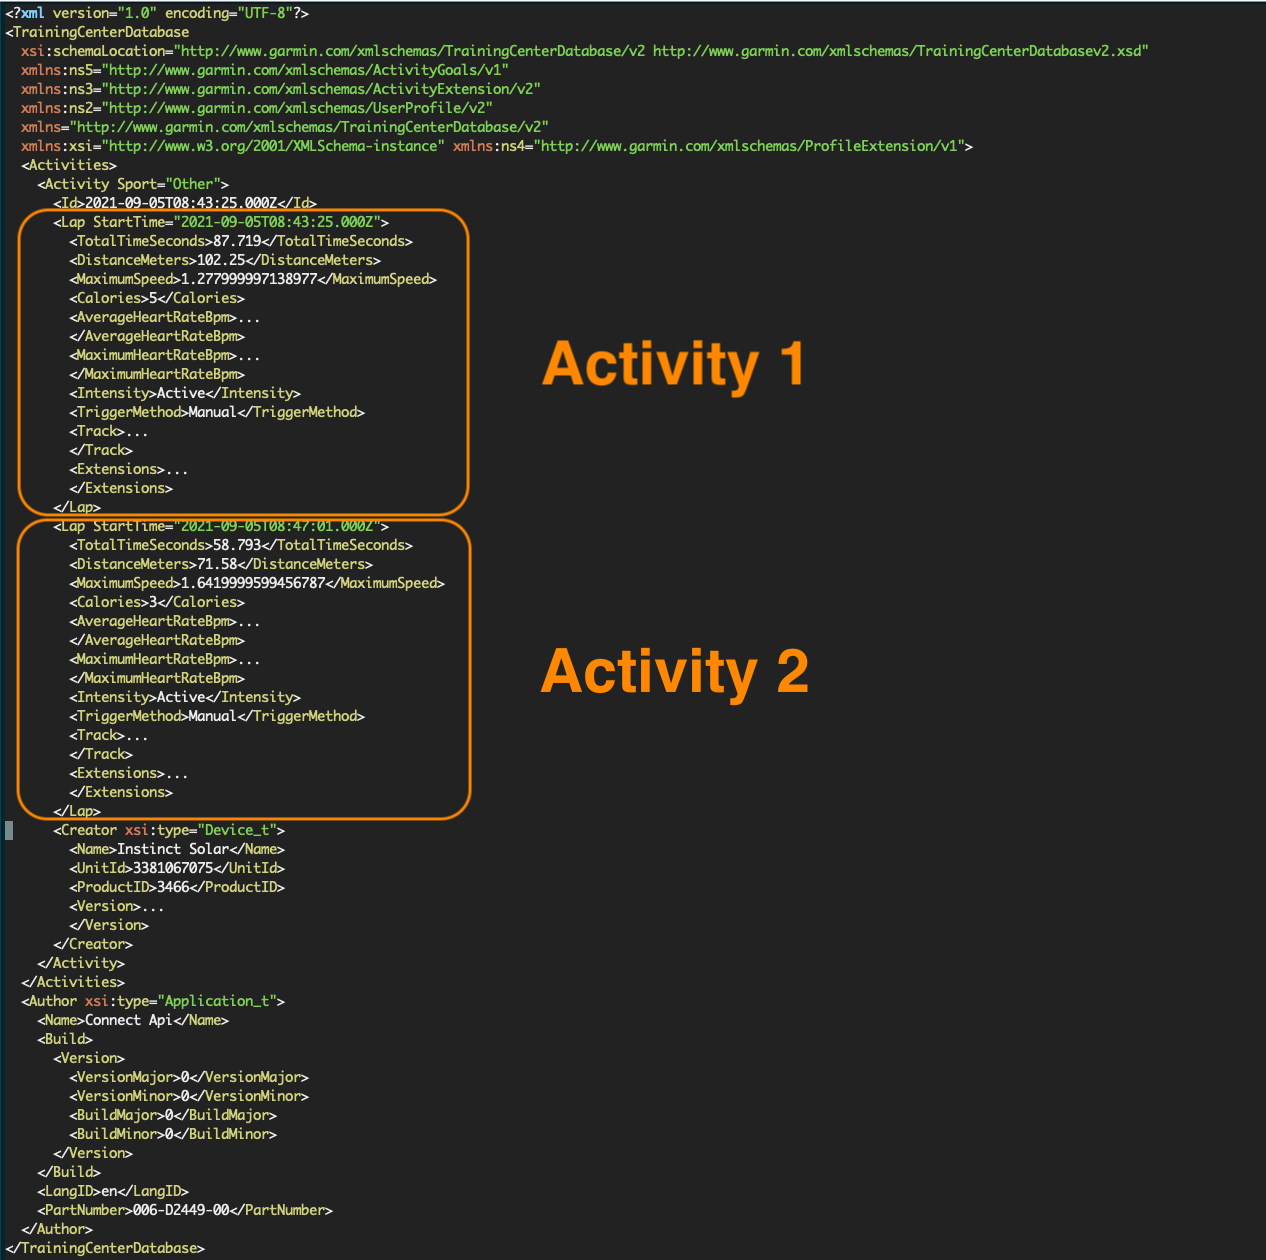 <?xml version="1.0" encoding="UTF-8"?>
<TrainingCenterDatabase
xsi:schemaLocation="http://www.garmin.com/xmlschemas/TrainingCenterDatabase/v2 http://www.garmin.com/xmlschemas/TrainingCenterDatabasev2.xsd"
xmlns:ns5="http://www.garmin.com/xmlschemas/ActivityGoals/v1"
xmlns:ns3="http://www.garmin.com/xmlschemas/ActivityExtension/v2"
xmlns:ns2="http://www.garmin.com/xmlschemas/UserProfile/v2"
xmlns="http://www.garmin.com/xmlschemas/TrainingCenterDatabase/v2"
xmlns:xsi="http://www.w3.org/2001/XMLSchema-instance" xmlns:ns4="http://www.garmin.com/xmlschemas/ProfileExtension/v1">
<Activities>
<Activity Sport="Other">
<Id>2021-09-05T08:43:25.000Z</Id>
<Lap StartTime="2021-09-05T08:43:25.000Z">
<TotalTimeSeconds>87.719</TotalTimeSeconds>
<DistanceMeters>102.25</DistanceMeters>
<MaximumSpeed>1.277999997138977</MaximumSpeed>
<Calories>5</Calories>
<AverageHeartRateBpm>...
</AverageHeartRateBpm>
<MaximumHeartRateBpm>...
</MaximumHeartRateBpm>
<Intensity>Active</Intensity>
<TriggerMethod>Manual</TriggerMethod>
<Track>...
</Track>
<Extensions>...
</Extensions>
</Lap>
Activity 1
<Lap StartTime="2021-09-05T08:47:01.000Z">
<TotalTimeSeconds>58.793</TotalTimeSeconds>
<DistanceMeters>71.58</DistanceMeters>
<MaximumSpeed>1.6419999599456787</MaximumSpeed>
<Calories>3</Calories>
<AverageHeartRateBpm>...
</AverageHeartRateBpm>
<MaximumHeartRateBpm>...
</MaximumHeartRateBpm>
<Intensity>Active</Intensity>
<TriggerMethod>Manual</TriggerMethod>
<Track>...
</Track>
<Extensions>...
</Extensions>
</Lap>
Activity 2
<Creator xsi:type="Device_t">
<Name>Instinct Solar</Name>
<UnitId>3381067075</UnitId>
<ProductID>3466</ProductID>
<Version>...
</Version>
</Creator>
</Activity>
</Activities>
<Author xsi:type="Application_t">
<Name>Connect Api</Name>
<Build>
<Version>
<VersionMajor>0</VersionMajor>
<VersionMinor>0</VersionMinor>
<BuildMajor>0</BuildMajor>
<BuildMinor>0</BuildMinor>
</Version>
</Build>
<LangID>en</LangID>
<PartNumber>006-D2449-00</PartNumber>
</Author>
</TrainingCenterDatabase>